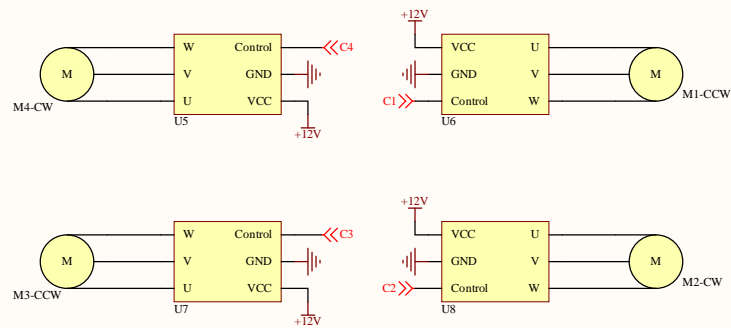 +12V
W Control C4 VCC U
M V GND GND V M
M4-CW U VCC C1 Control W M1-CCW
U5 +12V U6
+12V
W Control C3 VCC U
M V GND GND V M
M3-CCW U VCC C2 Control W M2-CW
U7 +12V U8